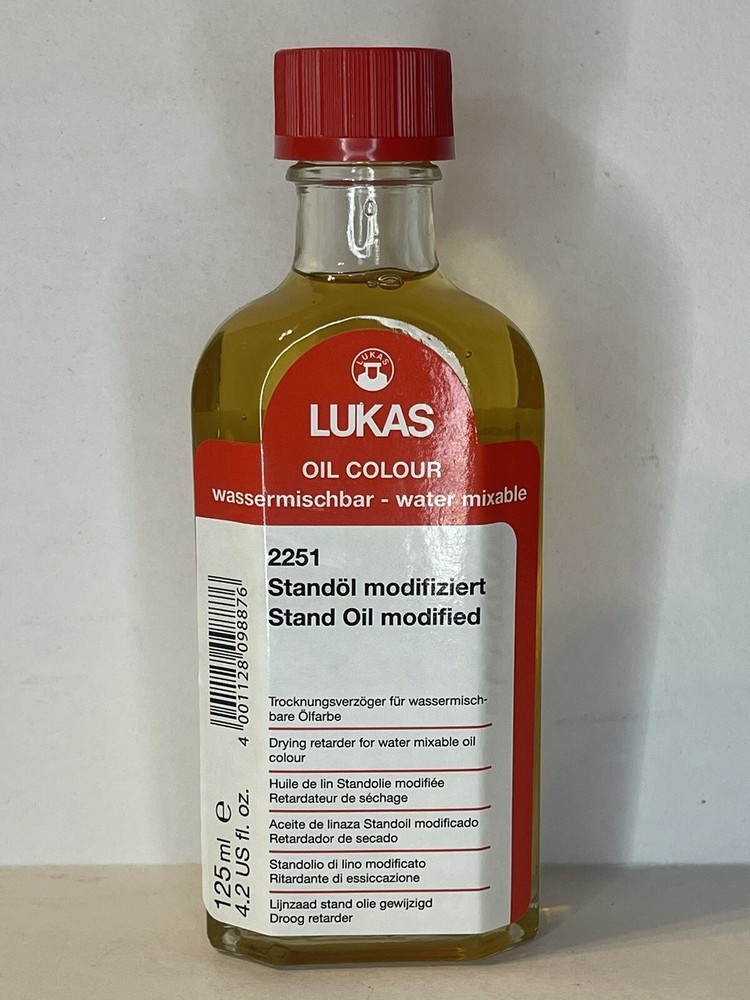 LUKAS
LUKAS
OIL COLOUR
wassermischbar - water mixable
2251
Standöl modifiziert
Stand Oil modified
Trocknungsverzöger für wassermisch-
bare Ölfarbe
Drying retarder for water mixable oil
colour
Huile de lin Standolie modifiée
Retardateur de séchage
Aceite de linaza Standoil modificado
Retardador de secado
Standolio di lino modificato
Ritardante di essiccazione
Lijnzaad stand olie gewijzigd
Droog retarder
4 001128 098876
125 ml e
4.2 US fl. oz.